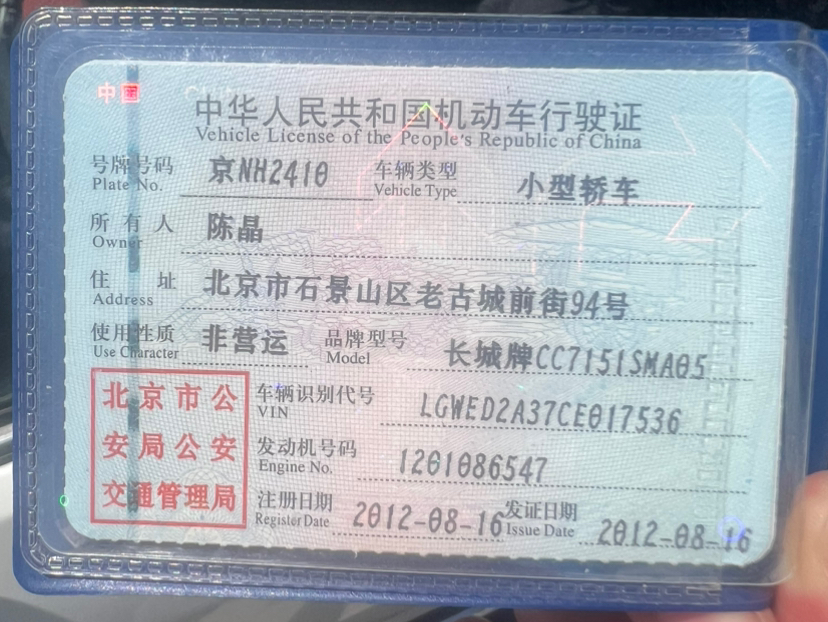 中国
中华人民共和国机动车行驶证
Vehicle License of the People's Republic of China
号牌号码 京NH2410 车辆类型 小型轿车
Plate No. Vehicle Type
所有人 陈晶
Owner
住址 北京市石景山区老古城前街94号
Address
使用性质 非营运 品牌型号 长城牌CC7151SMA05
Use Character Model
北京市公 车辆识别代号 LGWED2A37CE017536
VIN
安局公安 发动机号码 1201086547
Engine No.
交通管理局 注册日期 2012-08-16 发证日期 2012-08-16
Register Date Issue Date